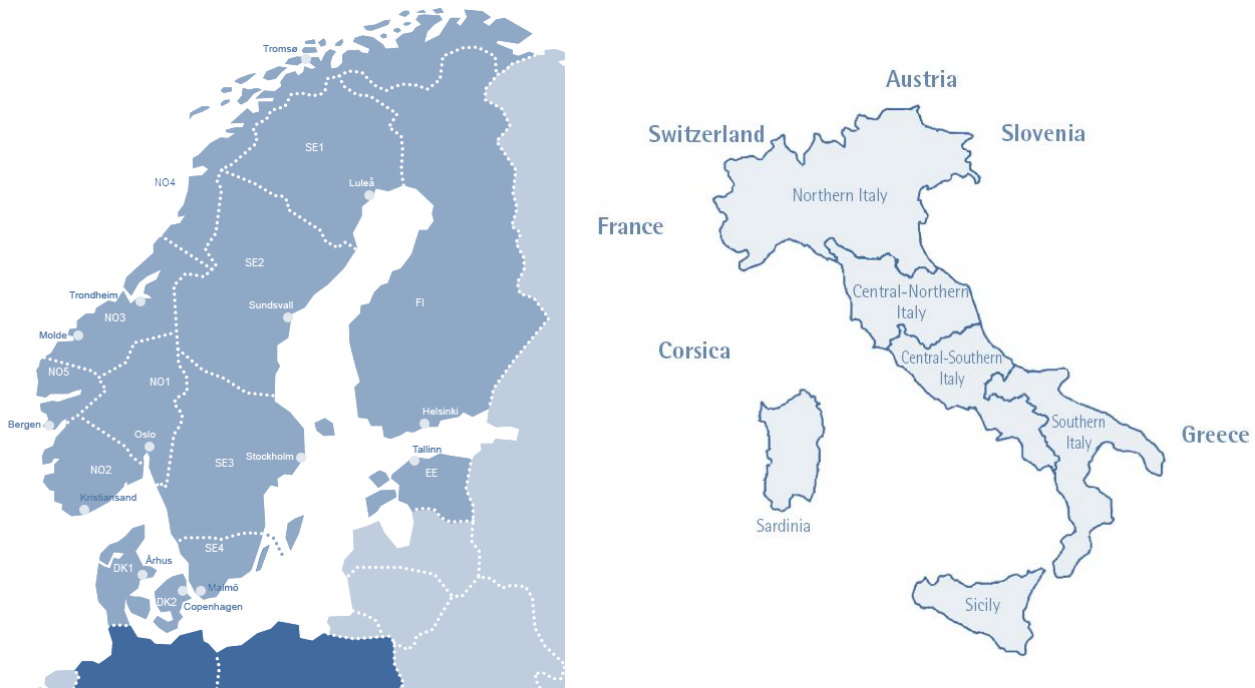 Tromsø
SE1
NO4
Luleå
SE2
Trondheim
Sundsvall
FI
NO3
Molde
NO5
NO1
Helsinki
Bergen
Oslo
Tallinn
Stockholm
SE3
NO2
EE
Kristiansand
SE4
Århus
DK1
Malmö
DK2
Copenhagen
Austria
Switzerland
Slovenia
Northern Italy
France
Central-Northern
Italy
Corsica
Central-Southern
Italy
Southern
Italy
Greece
Sardinia
Sicily